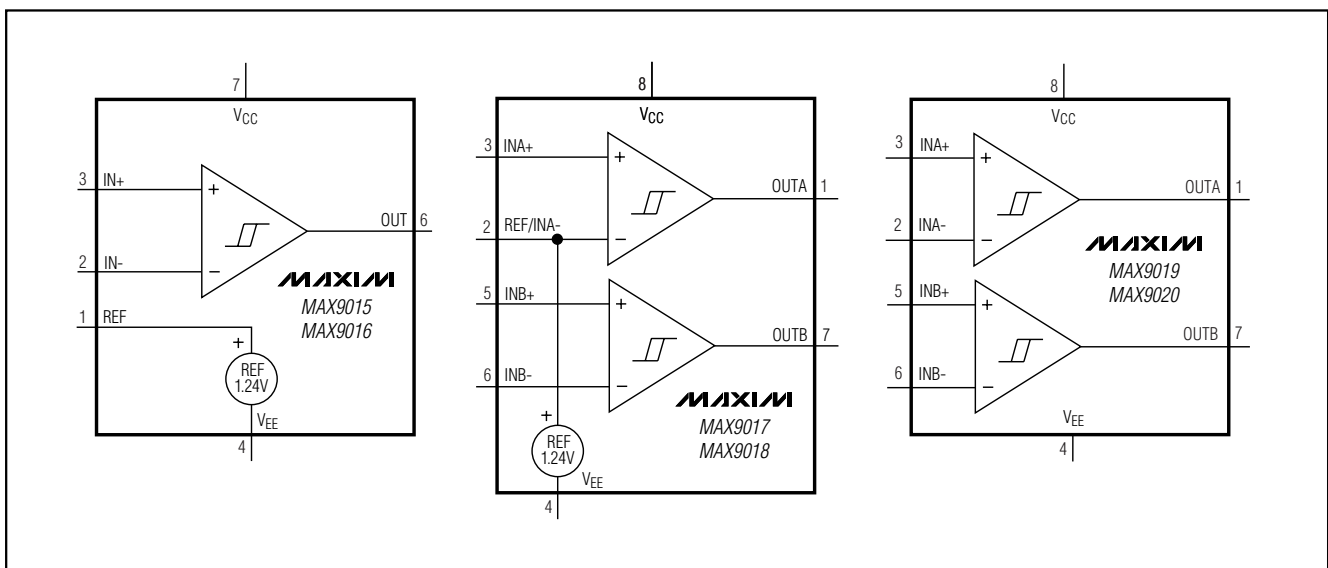 7
VCC
3 IN+
+
OUT 6
2 IN-
−
MAXIM
MAX9015
MAX9016
1 REF
+
REF
1.24V
VEE
4
8
VCC
3 INA+
+
OUTA 1
2 REF/INA-
−
5 INB+
+
OUTB 7
6 INB-
−
MAXIM
MAX9017
MAX9018
+
REF
1.24V
VEE
4
8
VCC
3 INA+
+
OUTA 1
2 INA-
−
MAXIM
MAX9019
MAX9020
5 INB+
+
OUTB 7
6 INB-
−
VEE
4